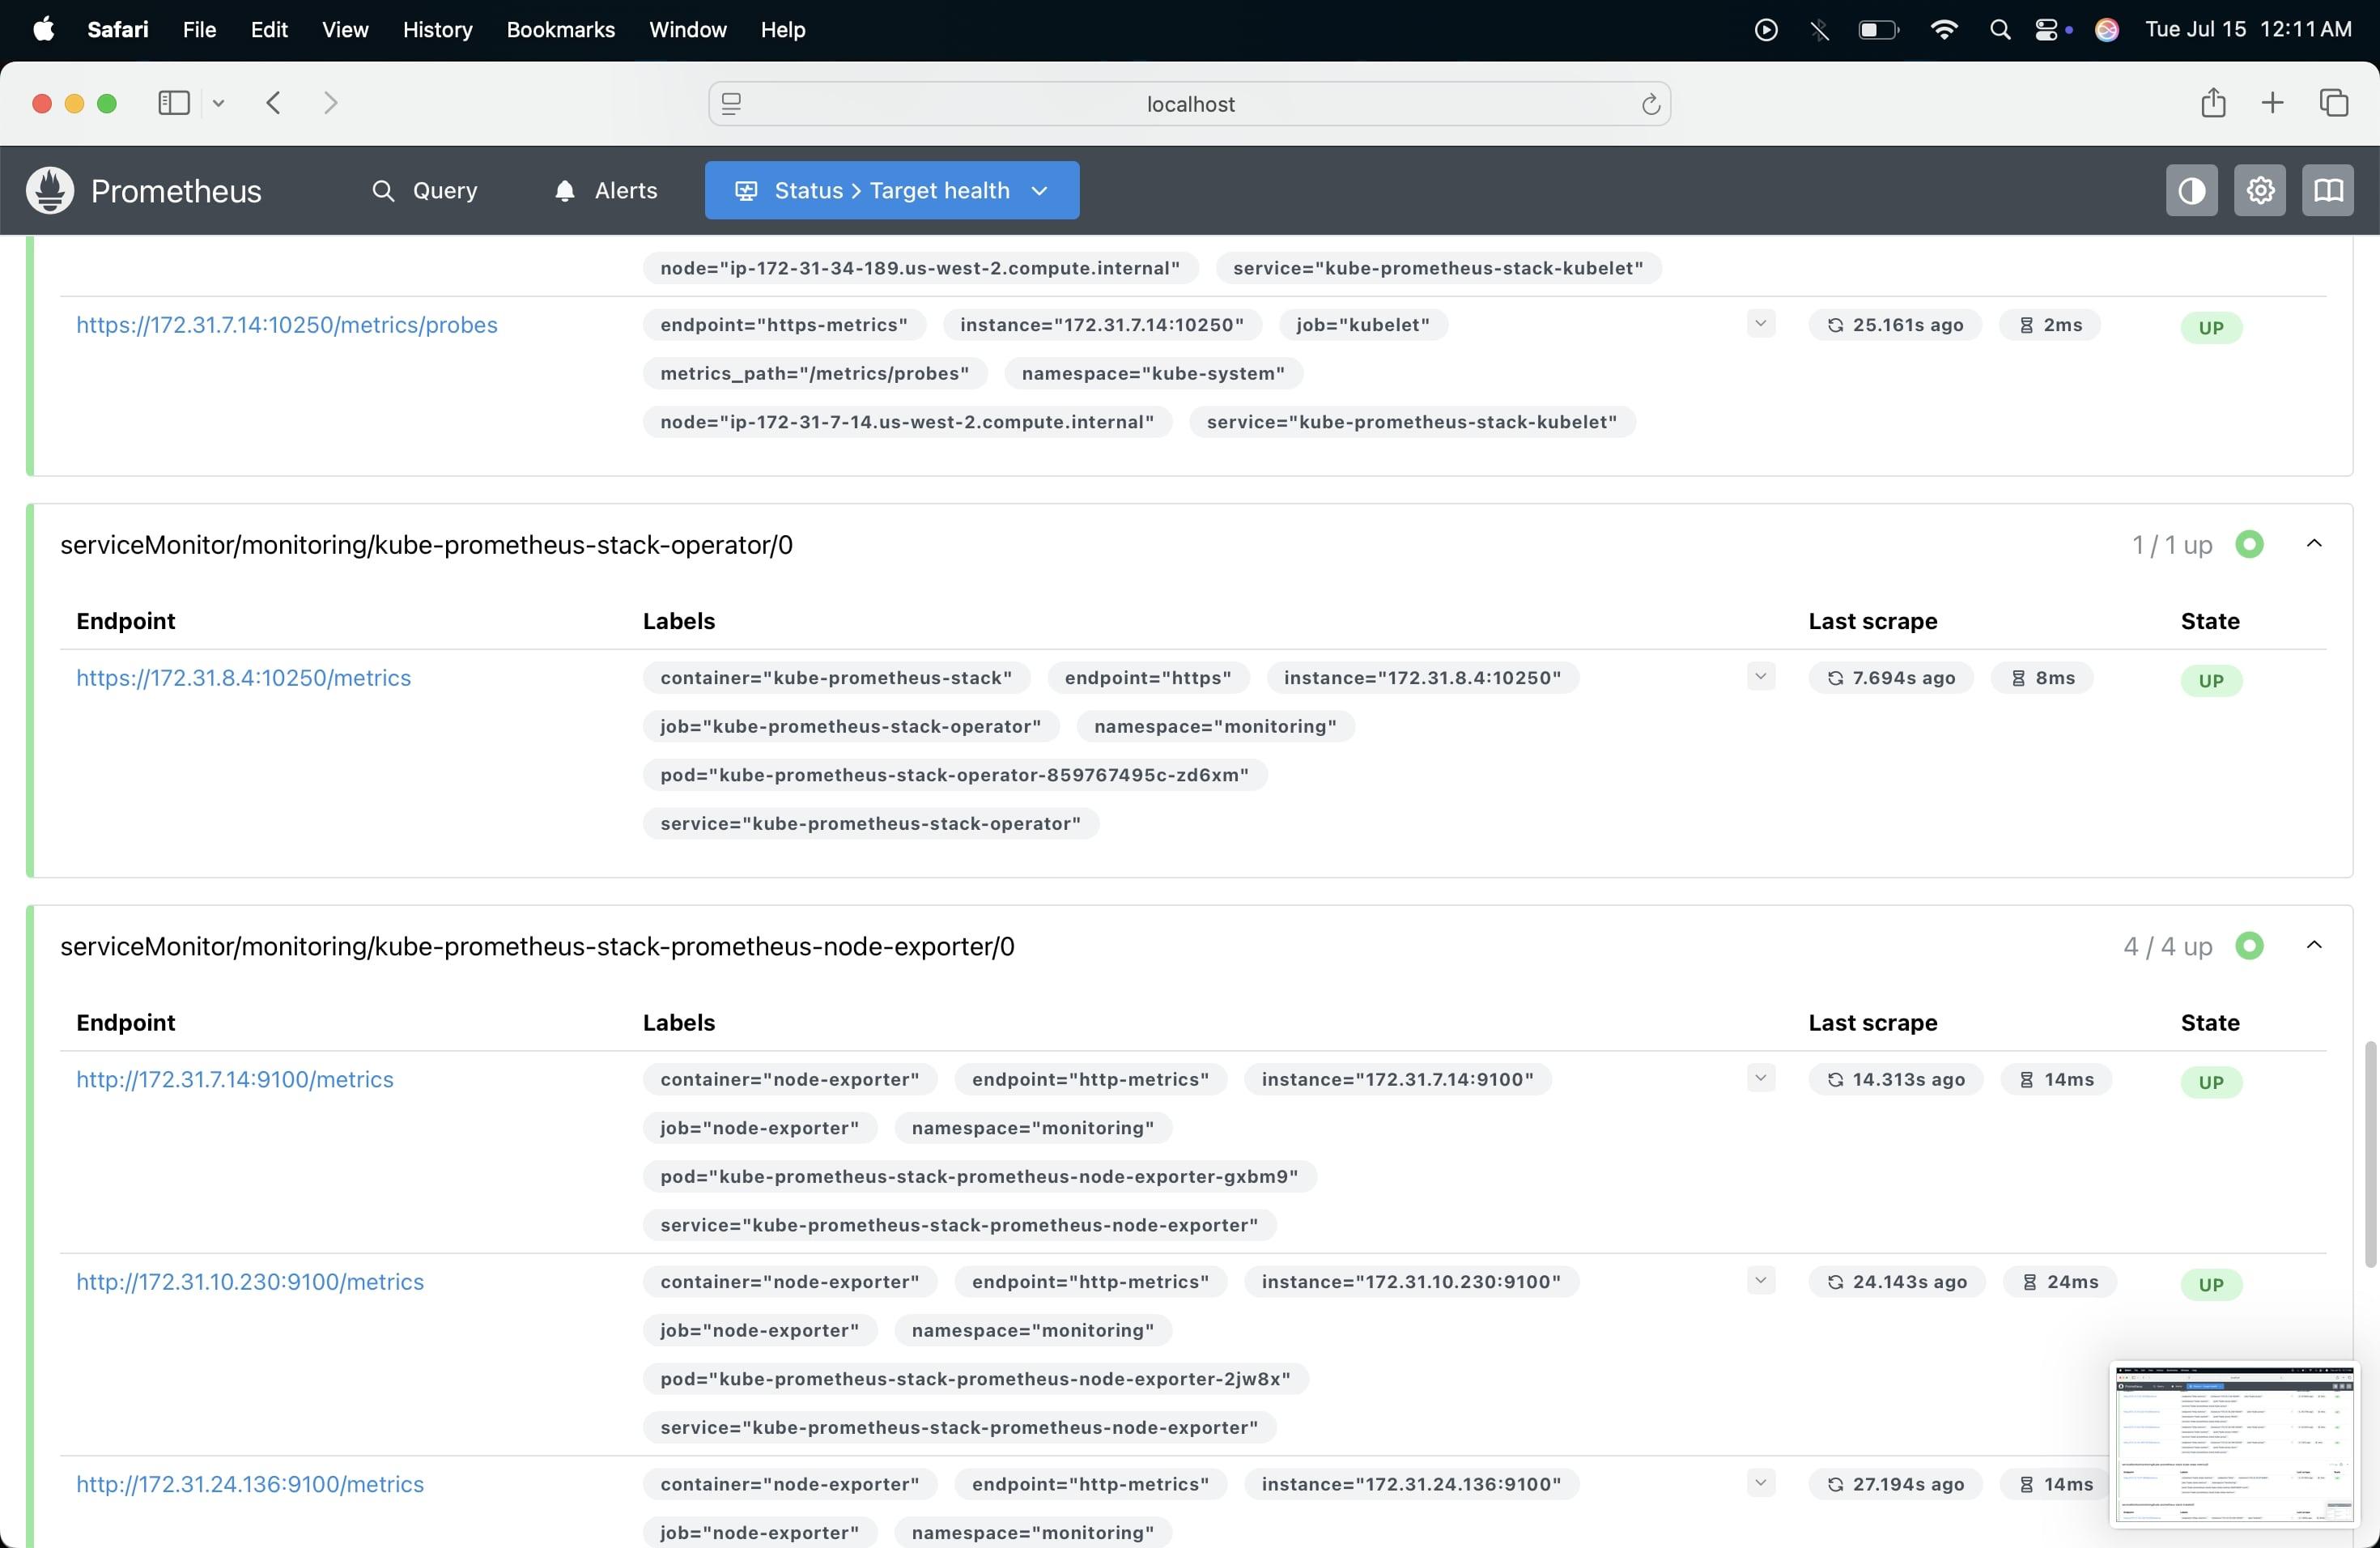 Safari File Edit View History Bookmarks Window Help Tue Jul 15 12:11 AM
localhost
Prometheus Query Alerts Status > Target health
node="ip-172-31-34-189.us-west-2.compute.internal" service="kube-prometheus-stack-kubelet"
https://172.31.7.14:10250/metrics/probes endpoint="https-metrics" instance="172.31.7.14:10250" job="kubelet" 25.161s ago 2ms UP
metrics_path="/metrics/probes" namespace="kube-system"
node="ip-172-31-7-14.us-west-2.compute.internal" service="kube-prometheus-stack-kubelet"
serviceMonitor/monitoring/kube-prometheus-stack-operator/0 1 / 1 up
Endpoint Labels Last scrape State
https://172.31.8.4:10250/metrics container="kube-prometheus-stack" endpoint="https" instance="172.31.8.4:10250" 7.694s ago 8ms UP
job="kube-prometheus-stack-operator" namespace="monitoring"
pod="kube-prometheus-stack-operator-859767495c-zd6xm"
service="kube-prometheus-stack-operator"
serviceMonitor/monitoring/kube-prometheus-stack-prometheus-node-exporter/0 4 / 4 up
Endpoint Labels Last scrape State
http://172.31.7.14:9100/metrics container="node-exporter" endpoint="http-metrics" instance="172.31.7.14:9100" 14.313s ago 14ms UP
job="node-exporter" namespace="monitoring"
pod="kube-prometheus-stack-prometheus-node-exporter-gxbm9"
service="kube-prometheus-stack-prometheus-node-exporter"
http://172.31.10.230:9100/metrics container="node-exporter" endpoint="http-metrics" instance="172.31.10.230:9100" 24.143s ago 24ms UP
job="node-exporter" namespace="monitoring"
pod="kube-prometheus-stack-prometheus-node-exporter-2jw8x"
service="kube-prometheus-stack-prometheus-node-exporter"
http://172.31.24.136:9100/metrics container="node-exporter" endpoint="http-metrics" instance="172.31.24.136:9100" 27.194s ago 14ms
job="node-exporter" namespace="monitoring"